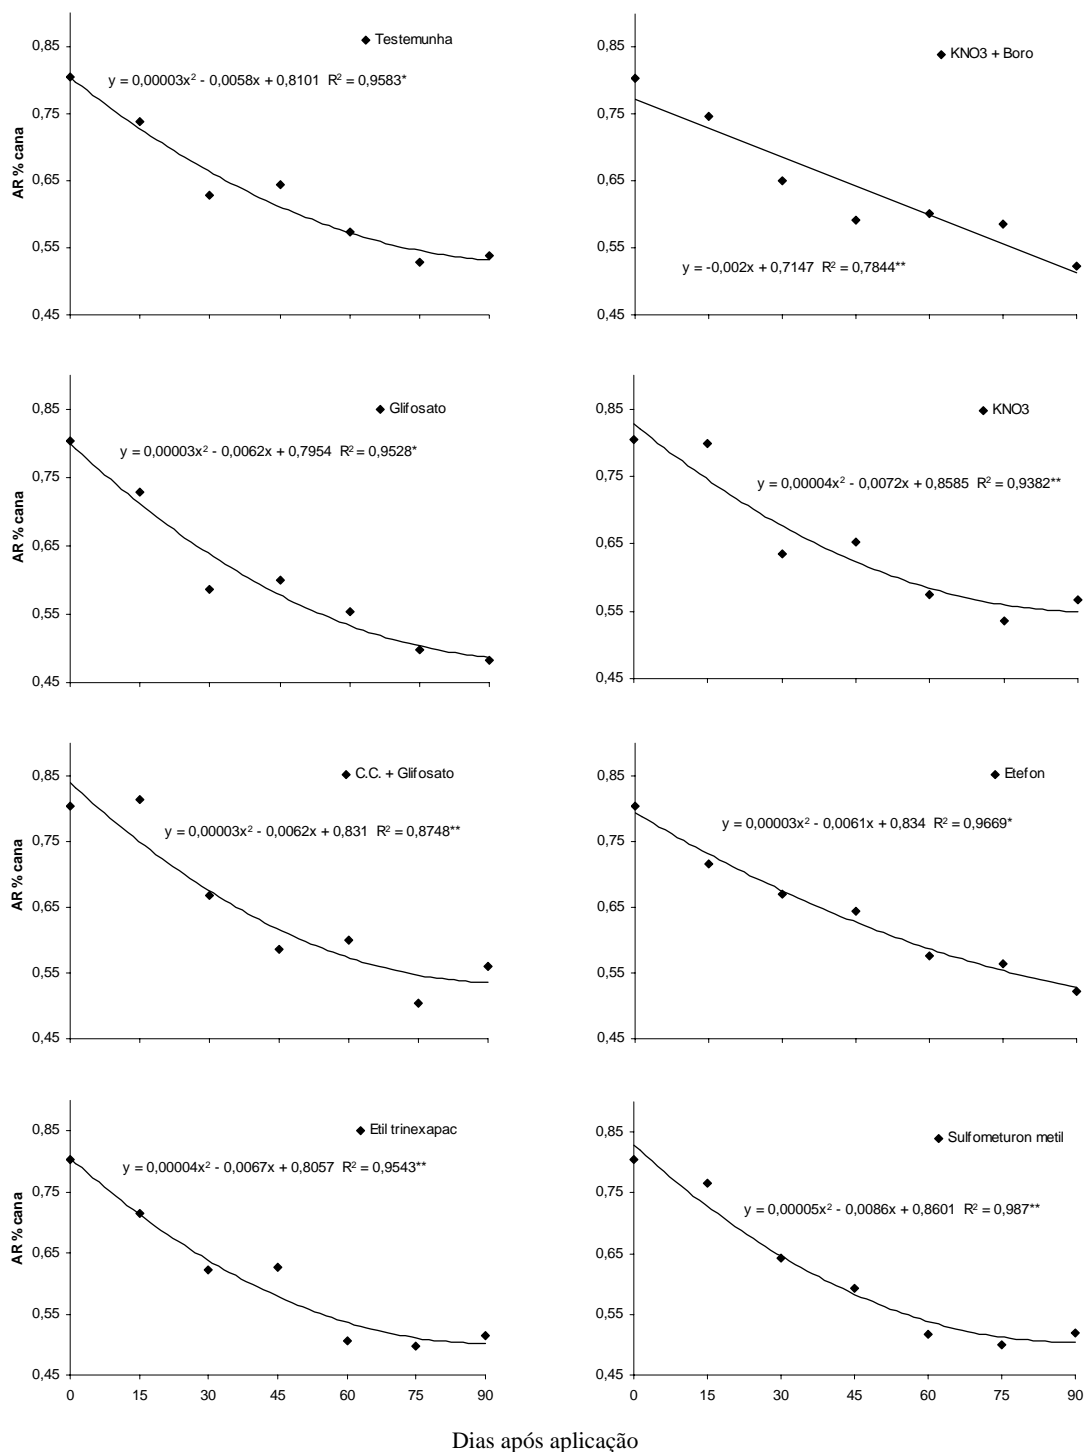 Testemunha
y = 0,00003x² - 0,0058x + 0,8101 R² = 0,9583*
AR % cana
0,85
0,75
0,65
0,55
0,45
KNO3 + Boro
y = -0,002x + 0,7147 R² = 0,7844**
0,85
0,75
0,65
0,55
0,45
0 15 30 45 60 75 90
Glifosato
y = 0,00003x² - 0,0062x + 0,7954 R² = 0,9528*
AR % cana
0,85
0,75
0,65
0,55
0,45
KNO3
y = 0,00004x² - 0,0072x + 0,8585 R² = 0,9382**
0,85
0,75
0,65
0,55
0,45
C.C. + Glifosato
y = 0,00003x² - 0,0062x + 0,831 R² = 0,8748**
AR % cana
0,85
0,75
0,65
0,55
0,45
Etefon
y = 0,00003x² - 0,0061x + 0,834 R² = 0,9669*
0,85
0,75
0,65
0,55
0,45
Etil trinexapac
y = 0,00004x² - 0,0067x + 0,8057 R² = 0,9543**
AR % cana
0,85
0,75
0,65
0,55
0,45
0 15 30 45 60 75 90
Sulfometuron metil
y = 0,00005x² - 0,0086x + 0,8601 R² = 0,987**
0,85
0,75
0,65
0,55
0,45
0 15 30 45 60 75 90
Dias após aplicação